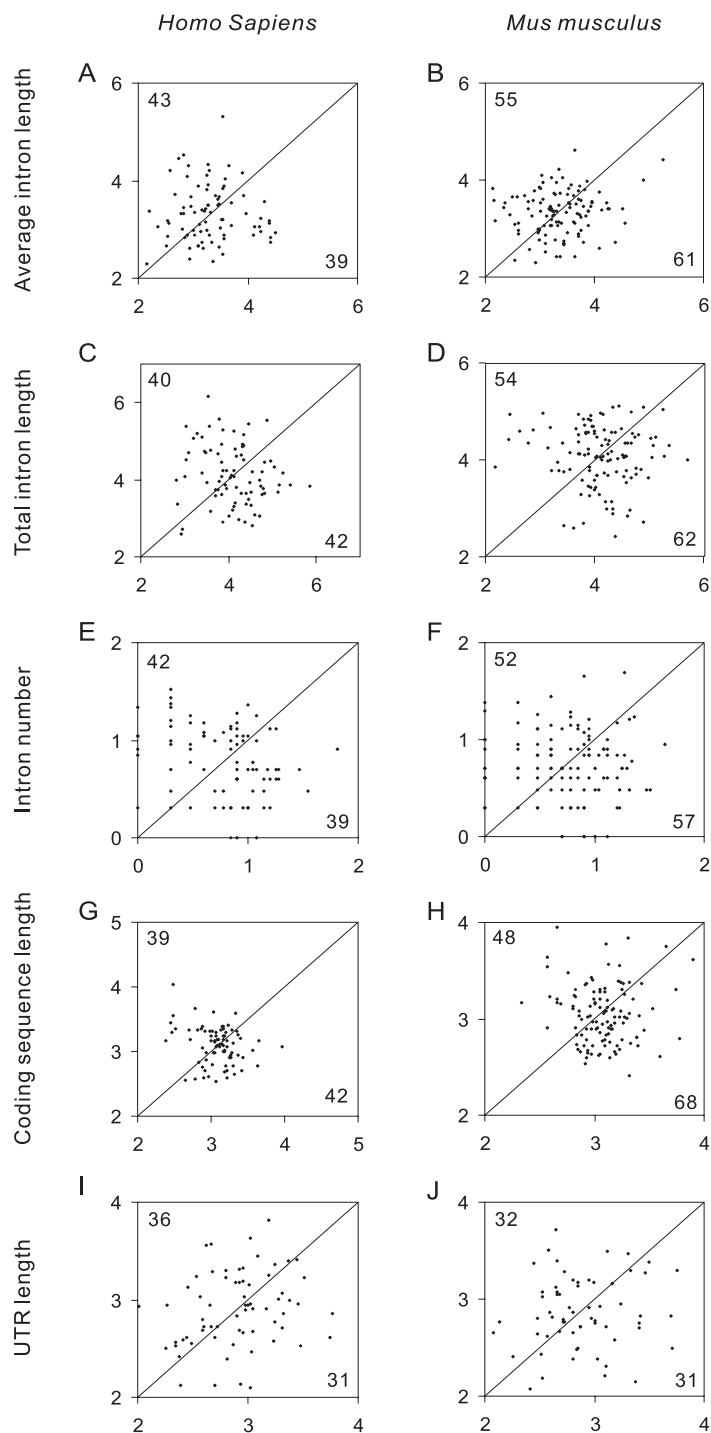 Homo Sapiens Mus musculus
A B
Average intron length
6 6
43 55
4 4
39 61
2 2
2 4 6 2 4 6
C D
Total intron length
6
40 54
6
4 4
42 62
2 2
2 4 6 2 4 6
E F
Intron number
2 2
42 52
1 1
39 57
0 0
0 1 2 0 1 2
G H
Coding sequence length
5 4
39 48
4
3 3
42 68
2 2
2 3 4 5 2 3 4
I J
UTR length
4 4
36 32
3 3
31 31
2 2
2 3 4 2 3 4